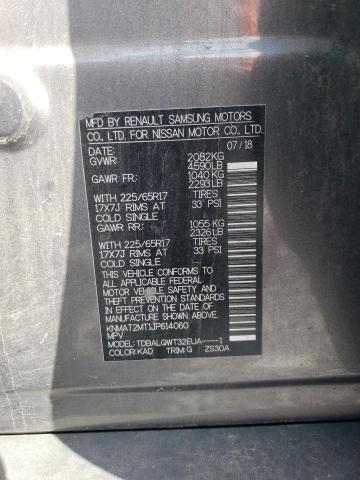 MFD BY RENAULT SAMSUNG MOTORS
CO. LTD. FOR NISSAN MOTOR CO., LTD.
DATE: 07/18
GVWR: 2082KG
4590LB
GAWR FR: 1040KG
2293LB
WITH 225/65R17 TIRES
17X7J RIMS AT 33 PSI
COLD SINGLE
GAWR RR: 1055KG
2326LB
WITH 225/65R17 TIRES
17X7J RIMS AT 33 PSI
COLD SINGLE
THIS VEHICLE CONFORMS TO
ALL APPLICABLE FEDERAL
MOTOR VEHICLE SAFETY AND
THEFT PREVENTION STANDARDS
IN EFFECT ON THE DATE OF
MANUFACTURE SHOWN ABOVE.
KNMAT2MT1JP614060
MPV
MODEL: TDBALQWT32EUA-----1
COLOR: KAD TRIM: G ZS30A